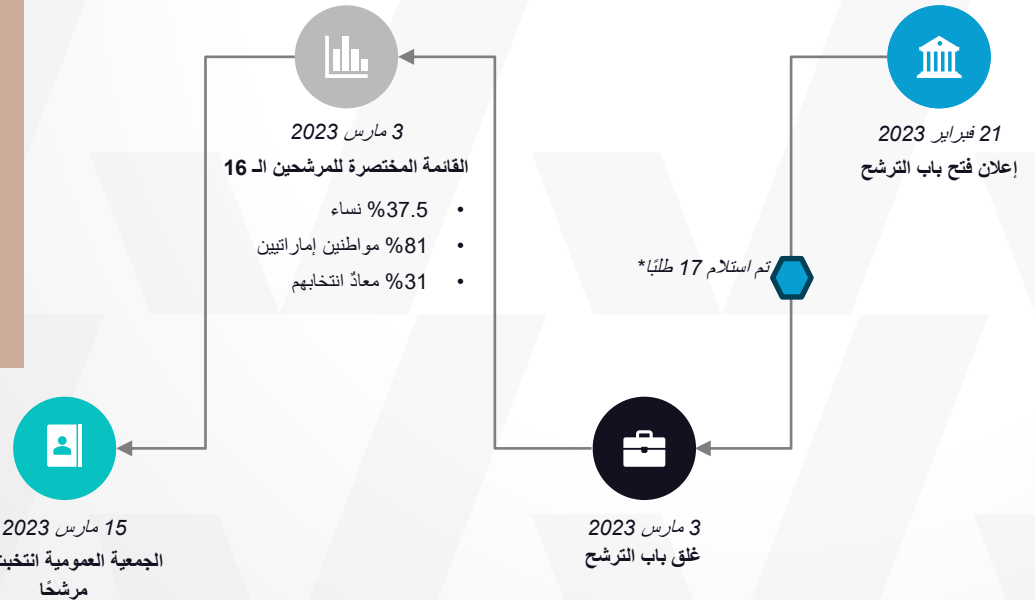 21 فبراير 2023
إعلان فتح باب الترشح
تم استلام 17 طلبًا*
3 مارس 2023
غلق باب الترشح
3 مارس 2023
القائمة المختصرة للمرشحين الـ 16
• 37.5% نساء
• 81% مواطنين إماراتيين
• 31% معادٌ انتخابهم
15 مارس 2023
الجمعية العمومية
مرشحًا